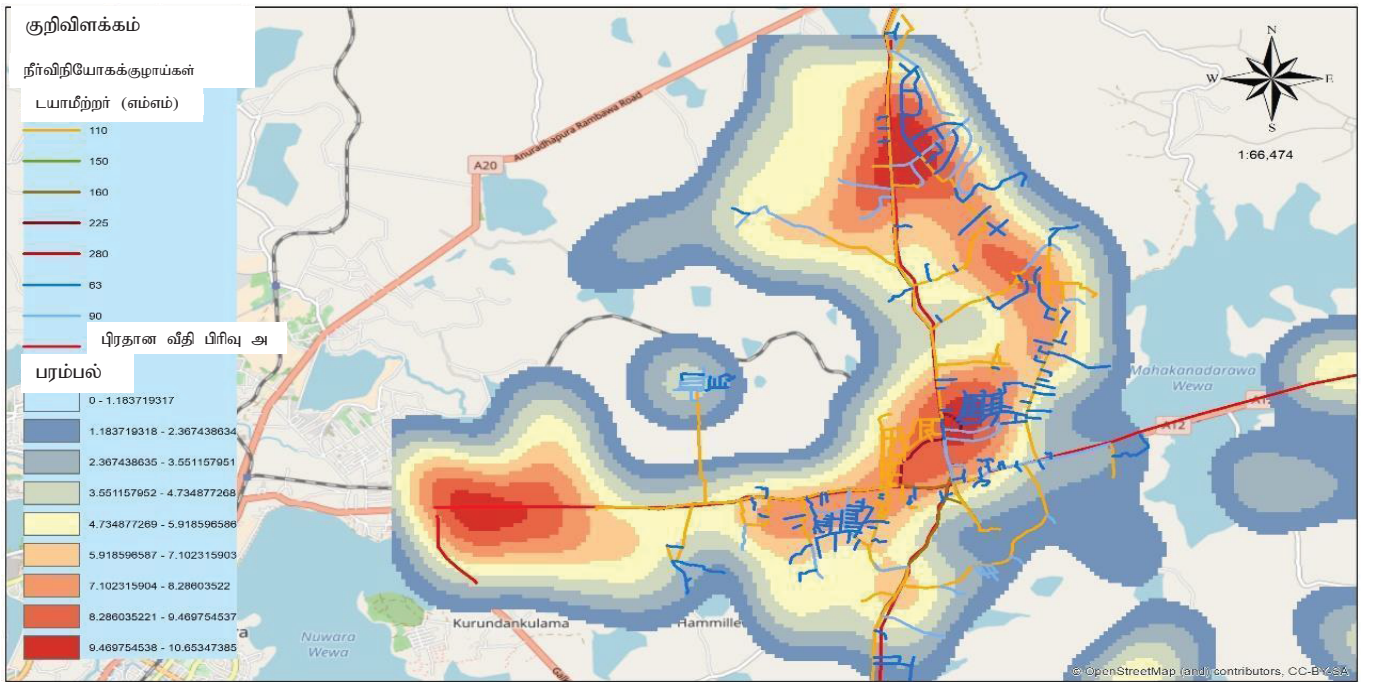 குறிவிளக்கம்
நீர்விநியோகக்குழாய்கள்
டயாமீற்றர் (எம்எம்)
110
150
160
225
280
63
90
பிரதான வீதி பிரிவு அ
பரம்பல்
0 - 1.183719317
1.183719318 - 2.367438634
2.367438635 - 3.551157951
3.551157952 - 4.734877268
4.734877269 - 5.918596586
5.918596587 - 7.102315903
7.102315904 - 8.28603522
8.286035221 - 9.469754537
9.469754538 - 10.65347385
A20
Anuradhapura Rambawa Road
N
W
E
S
1:66,474
Mahakanadarawa
Wewa
A12
Nuwara
Wewa
Kurundankulama
Hammille
© OpenStreetMap (and) contributors, CC-BY-SA